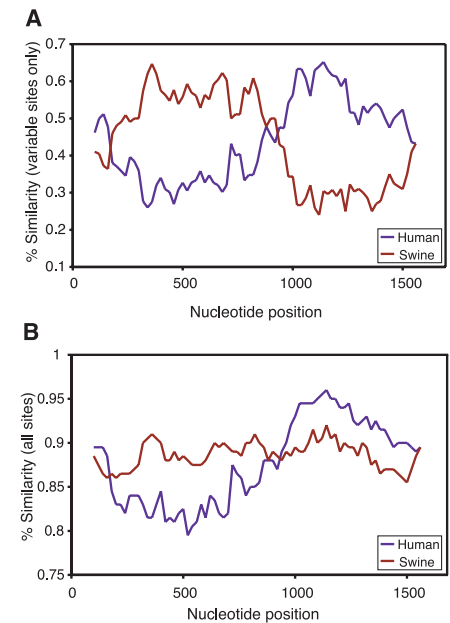 A
% Similarity (variable sites only)
0.7
0.6
0.5
0.4
0.3
0.2
0.1
Human
Swine
0
500
1000
1500
Nucleotide position
B
% Similarity (all sites)
1
0.95
0.9
0.85
0.8
0.75
Human
Swine
0
500
1000
1500
Nucleotide position